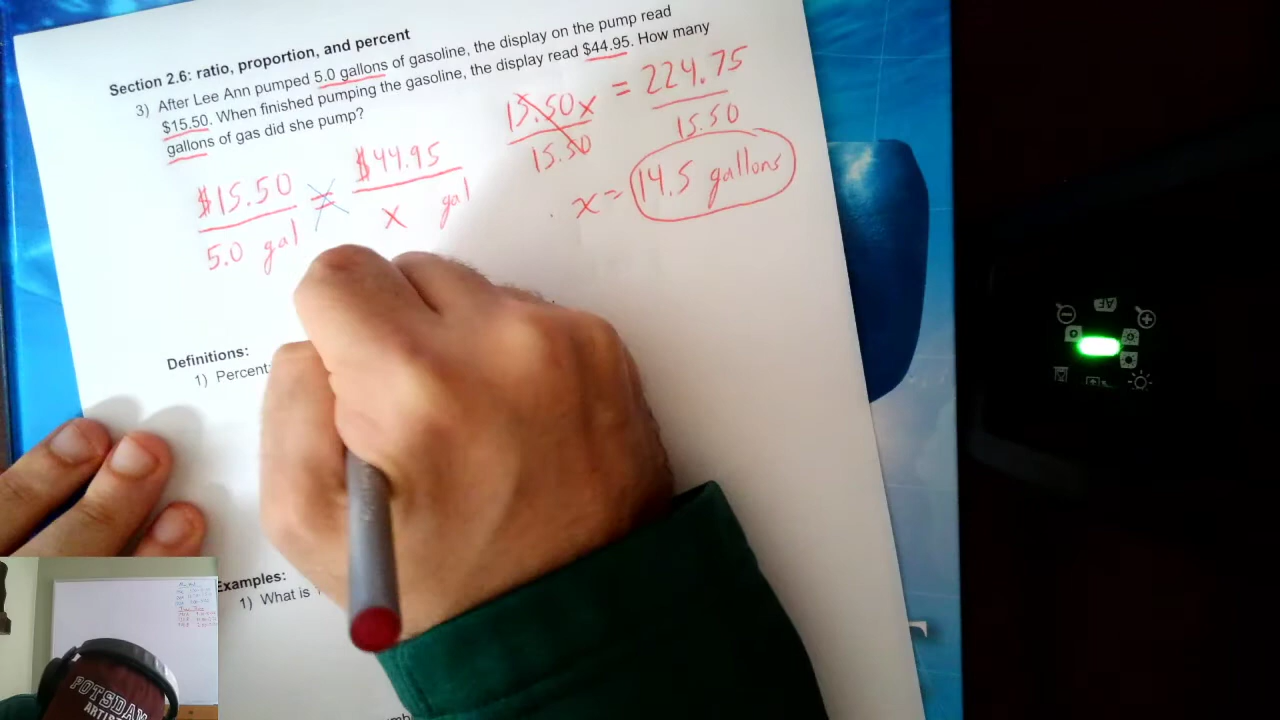 Section 2.6: ratio, proportion, and percent
3) After Lee Ann pumped 5.0 gallons of gasoline, the display on the pump read
$15.50. When finished pumping the gasoline, the display read $44.95. How many
gallons of gas did she pump?
$15.50 = $44.95
5.0 gal x gal
15.50x = 224.75
15.50 15.50
x = 14.5 gallons
Definitions:
1) Percent:
Examples:
1) What is
POTSDAM
AF